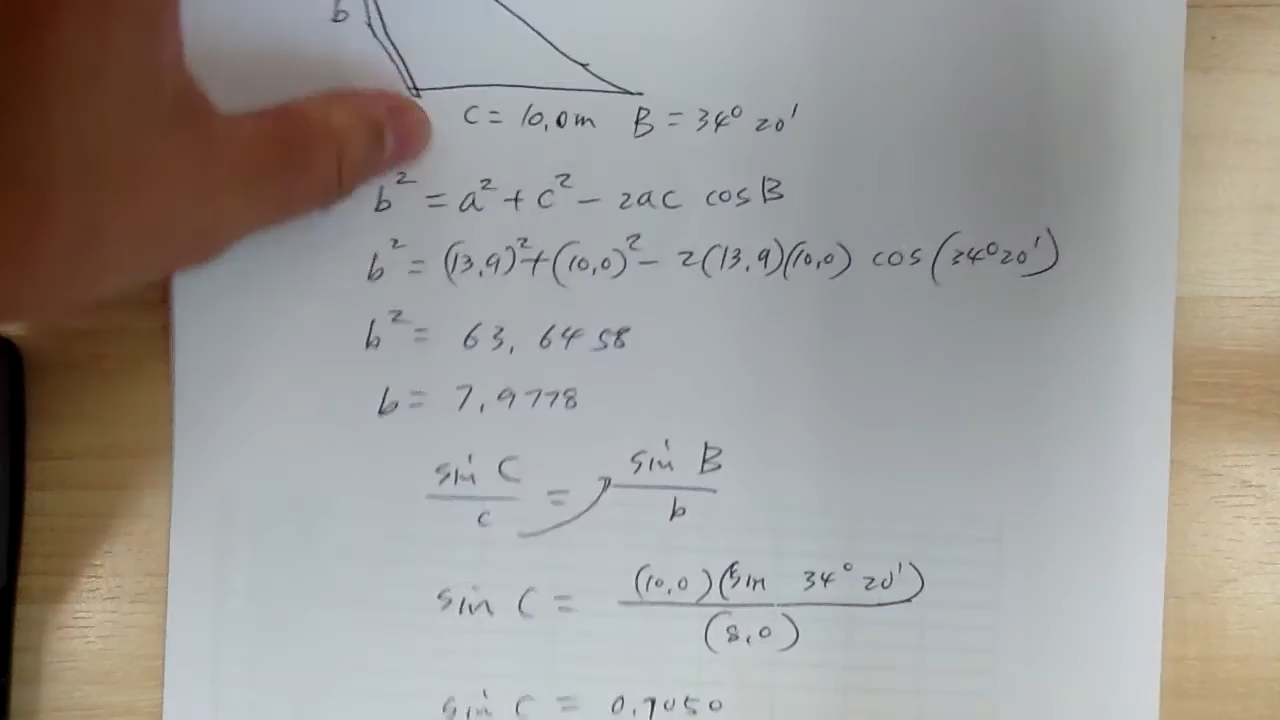 b
c = 10,0m B = 34° 20'
b² = a² + c² - 2ac cos B
b² = (13,9)² + (10,0)² - 2(13,9)(10,0) cos (34°20')
b² = 63,6458
b = 7,9778
sin C / c = sin B / b
sin C = (10,0)(sin 34° 20') / (8,0)
sin C = 0,7050